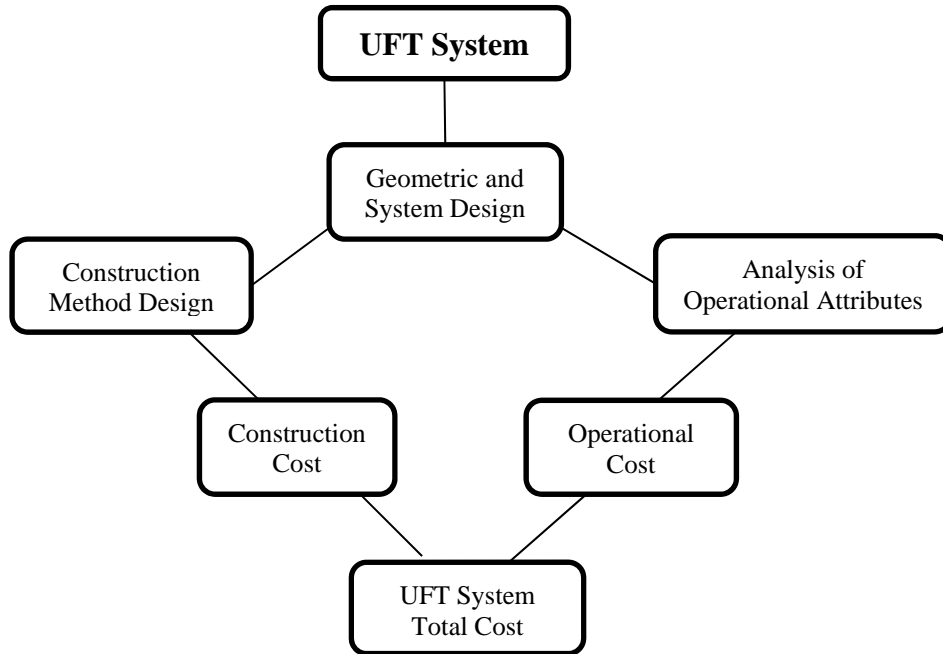 UFT System
Geometric and
System Design
Construction
Method Design
Analysis of
Operational Attributes
Construction
Cost
Operational
Cost
UFT System
Total Cost